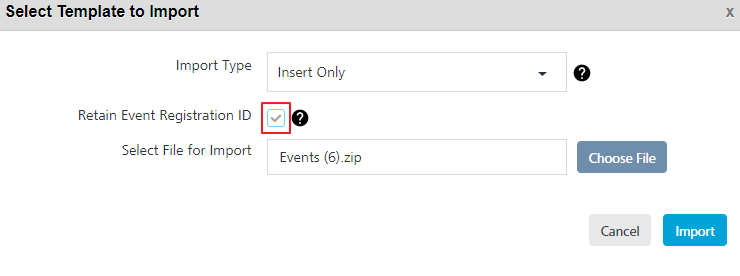 Select Template to Import x
Import Type Insert Only ?
Retain Event Registration ID ?
Select File for Import Events (6).zip Choose File
Cancel Import